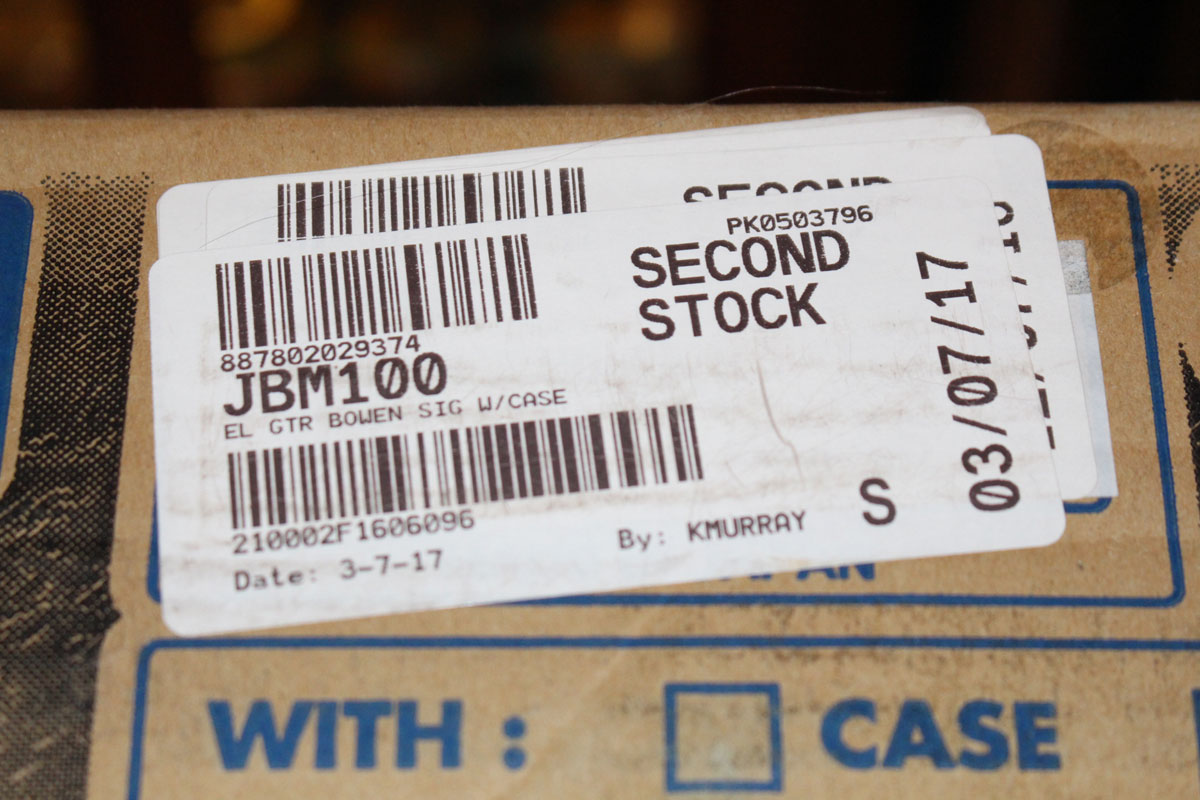 SECOND
PK0503796
SECOND
STOCK
887802029374
JBM100
EL GTR BOWEN SIG W/CASE
210002F1606096
Date: 3-7-17
By: KMURRAY
S
03/07/17
WITH :
CASE